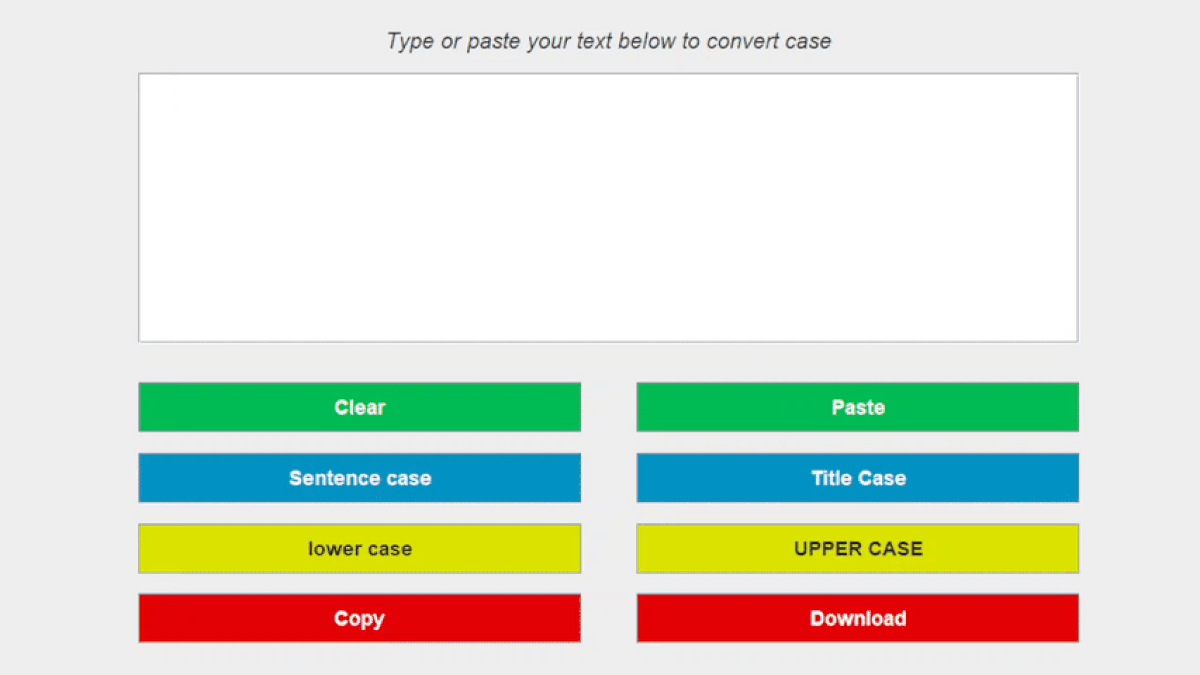 Type or paste your text below to convert case
Clear
Paste
Sentence case
Title Case
lower case
UPPER CASE
Copy
Download